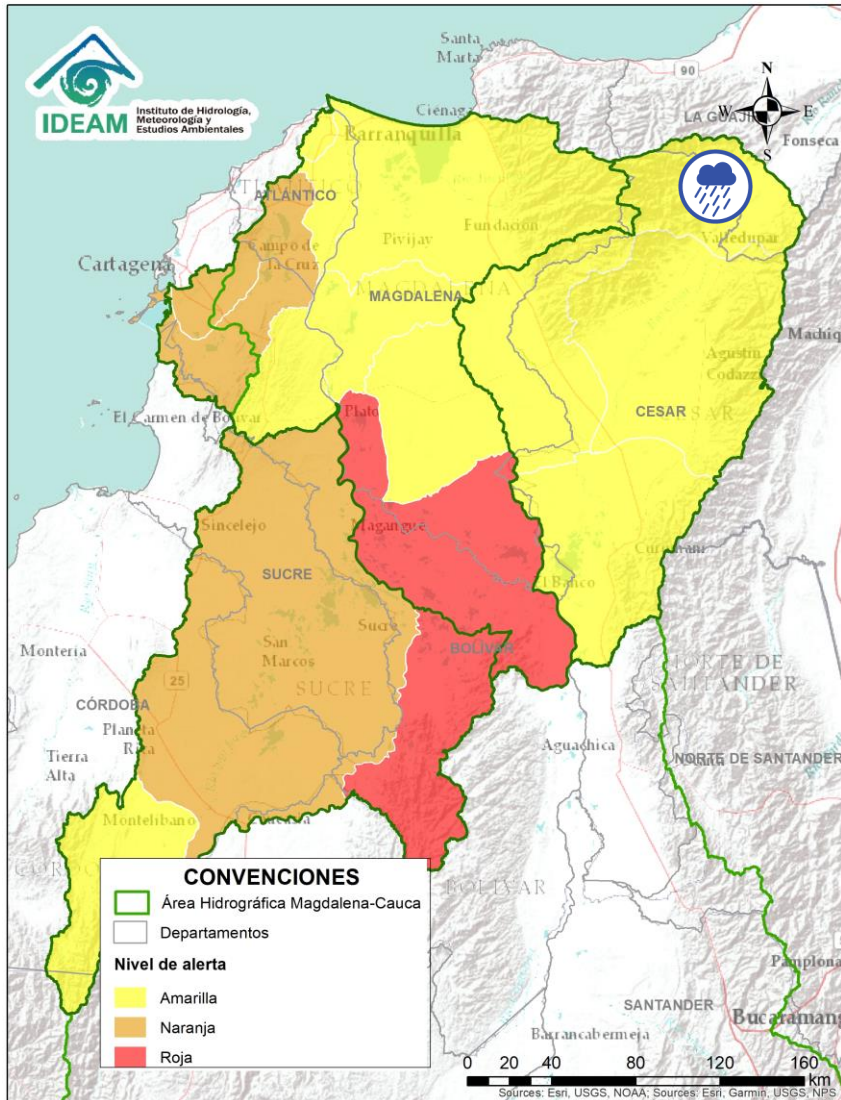 IDEAM
Instituto de Hidrología,
Meteorología y
Estudios Ambientales
Santa
Marta
90
N
W E
S
LA GUAJIRA
Ciénaga
Fonseca
Barranquilla
ATLÁNTICO
Valledupar
Fundación
Pivijay
Campo de
la Cruz
Cartagena
MAGDALENA
Machiq
Agustín
Codazzi
CESAR
Plato
El Carmen de Bolívar
Sincelejo
Magangué
Curumaní
SUCRE
El Banco
Sucre
Montería
San
Marcos
BOLÍVAR
NORTE DE
SANTANDER
25
SUCRE
CÓRDOBA
Planeta
Rica
Aguachica
Tierra
Alta
NORTE DE SANTANDER
Montelíbano
Caucasia
BOLÍVAR
CONVENCIONES
Área Hidrográfica Magdalena-Cauca
Departamentos
Nivel de alerta
Amarilla
Naranja
Roja
Pamplona
SANTANDER
Bucaramang
Barrancabermeja
0 20 40 80 120 160
km
Sources: Esri, USGS, NOAA; Sources: Esri, Garmin, USGS, NPS